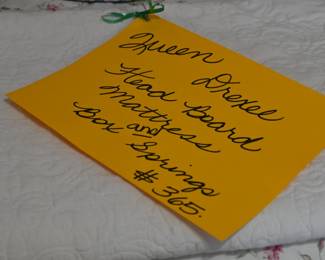 Queen Drexel
Head Board
Mattress
and
Box Springs
$365.